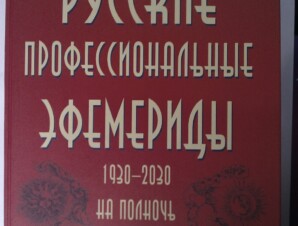 РУССКИЕ
ПРОФЕССИОНАЛЬНЫЕ
ЭФЕМЕРИДЫ
1930-2030
НА ПОЛНОЧЬ